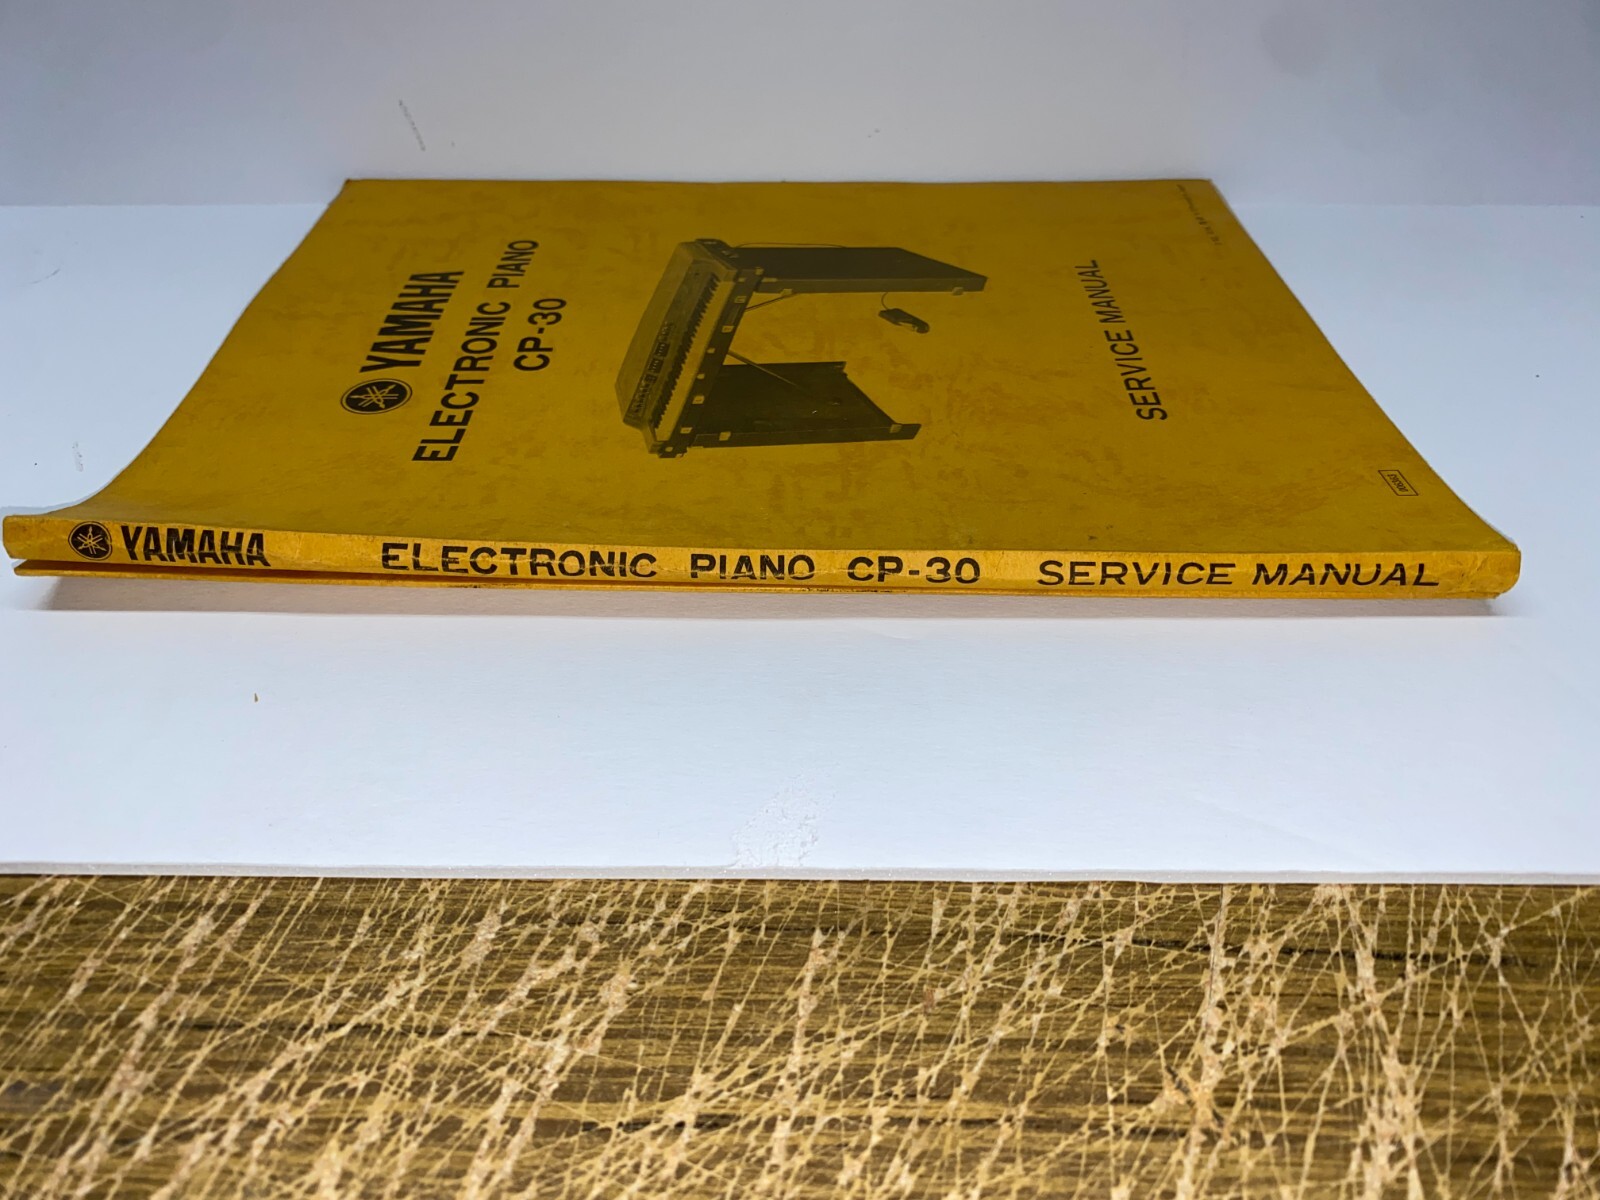 YAMAHA
ELECTRONIC PIANO
CP-30
SERVICE MANUAL
YAMAHA ELECTRONIC PIANO CP-30 SERVICE MANUAL